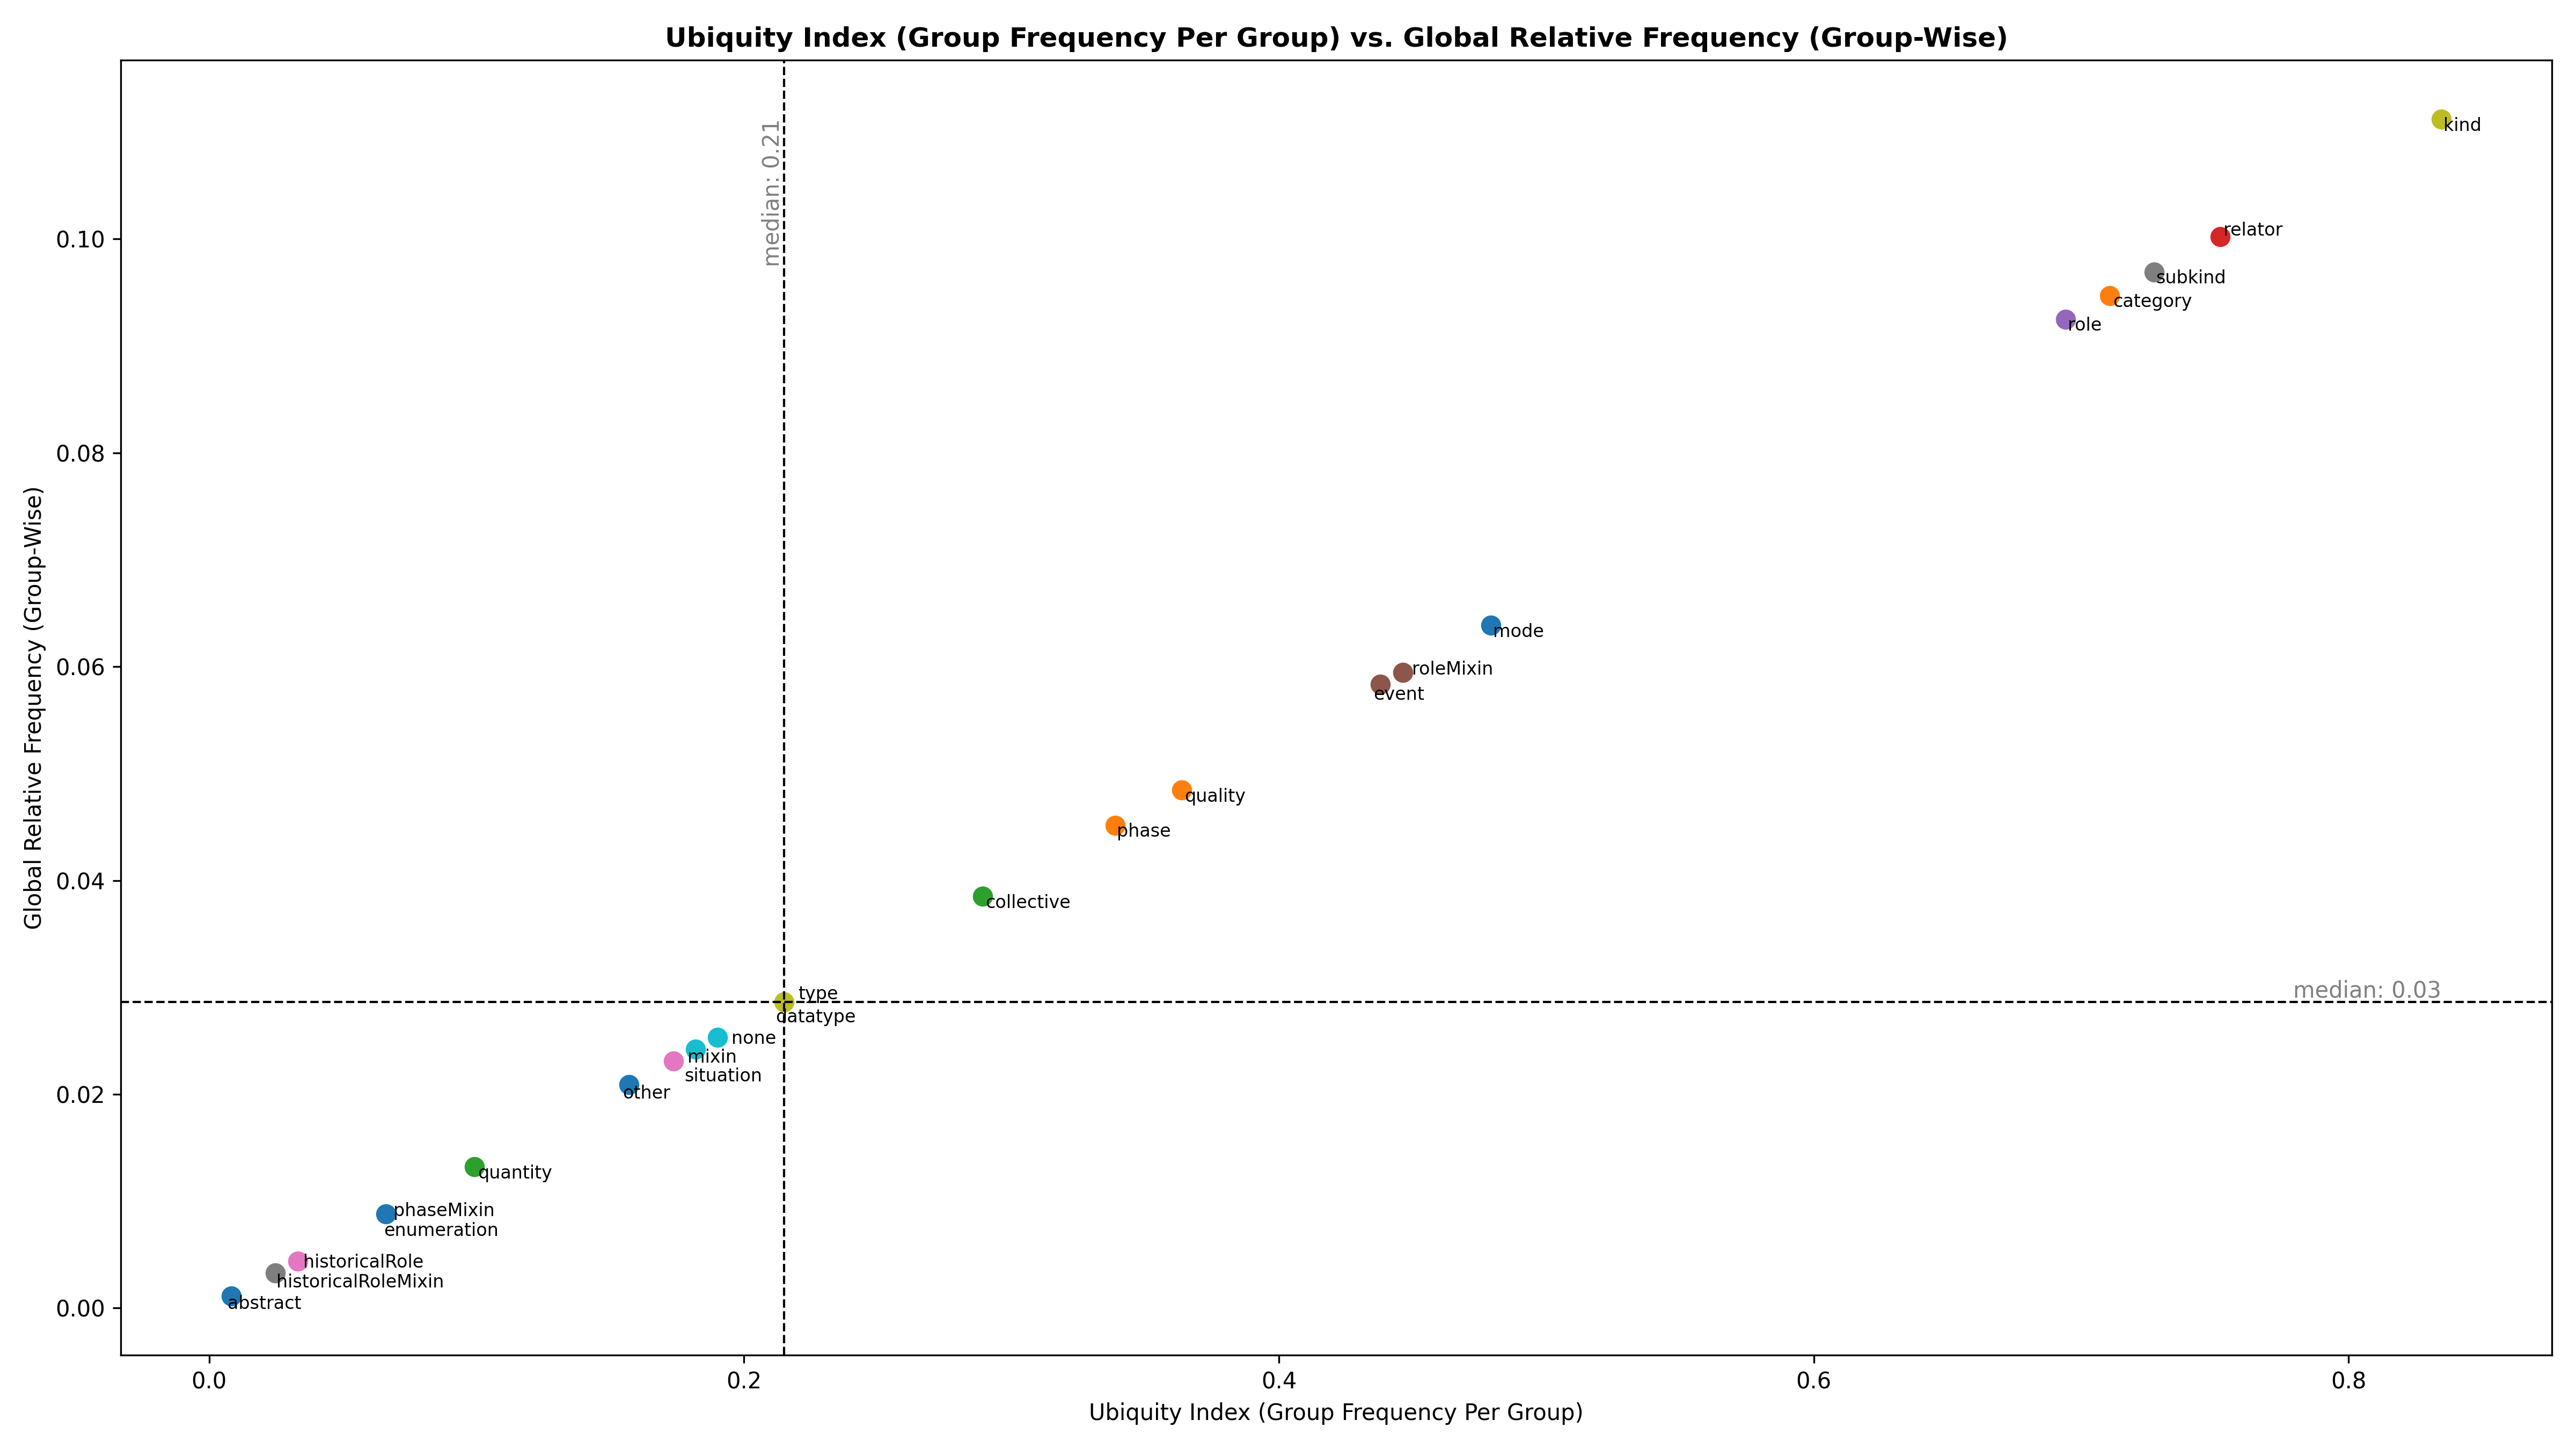 Ubiquity Index (Group Frequency Per Group) vs. Global Relative Frequency (Group-Wise)
Global Relative Frequency (Group-Wise)
0.10
0.08
0.06
0.04
0.02
0.00
median: 0.21
kind
relator
subkind
category
role
mode
roleMixin
event
quality
phase
collective
median: 0.03
type
datatype
none
mixin
situation
other
quantity
phaseMixin
enumeration
historicalRole
historicalRoleMixin
abstract
0.0
0.2
0.4
0.6
0.8
Ubiquity Index (Group Frequency Per Group)